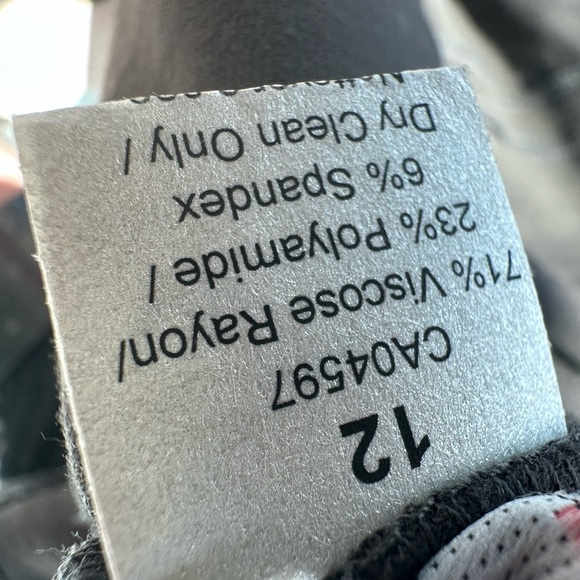 12
CA04597
71% Viscose Rayon/
23% Polyamide /
6% Spandex
Dry Clean Only /